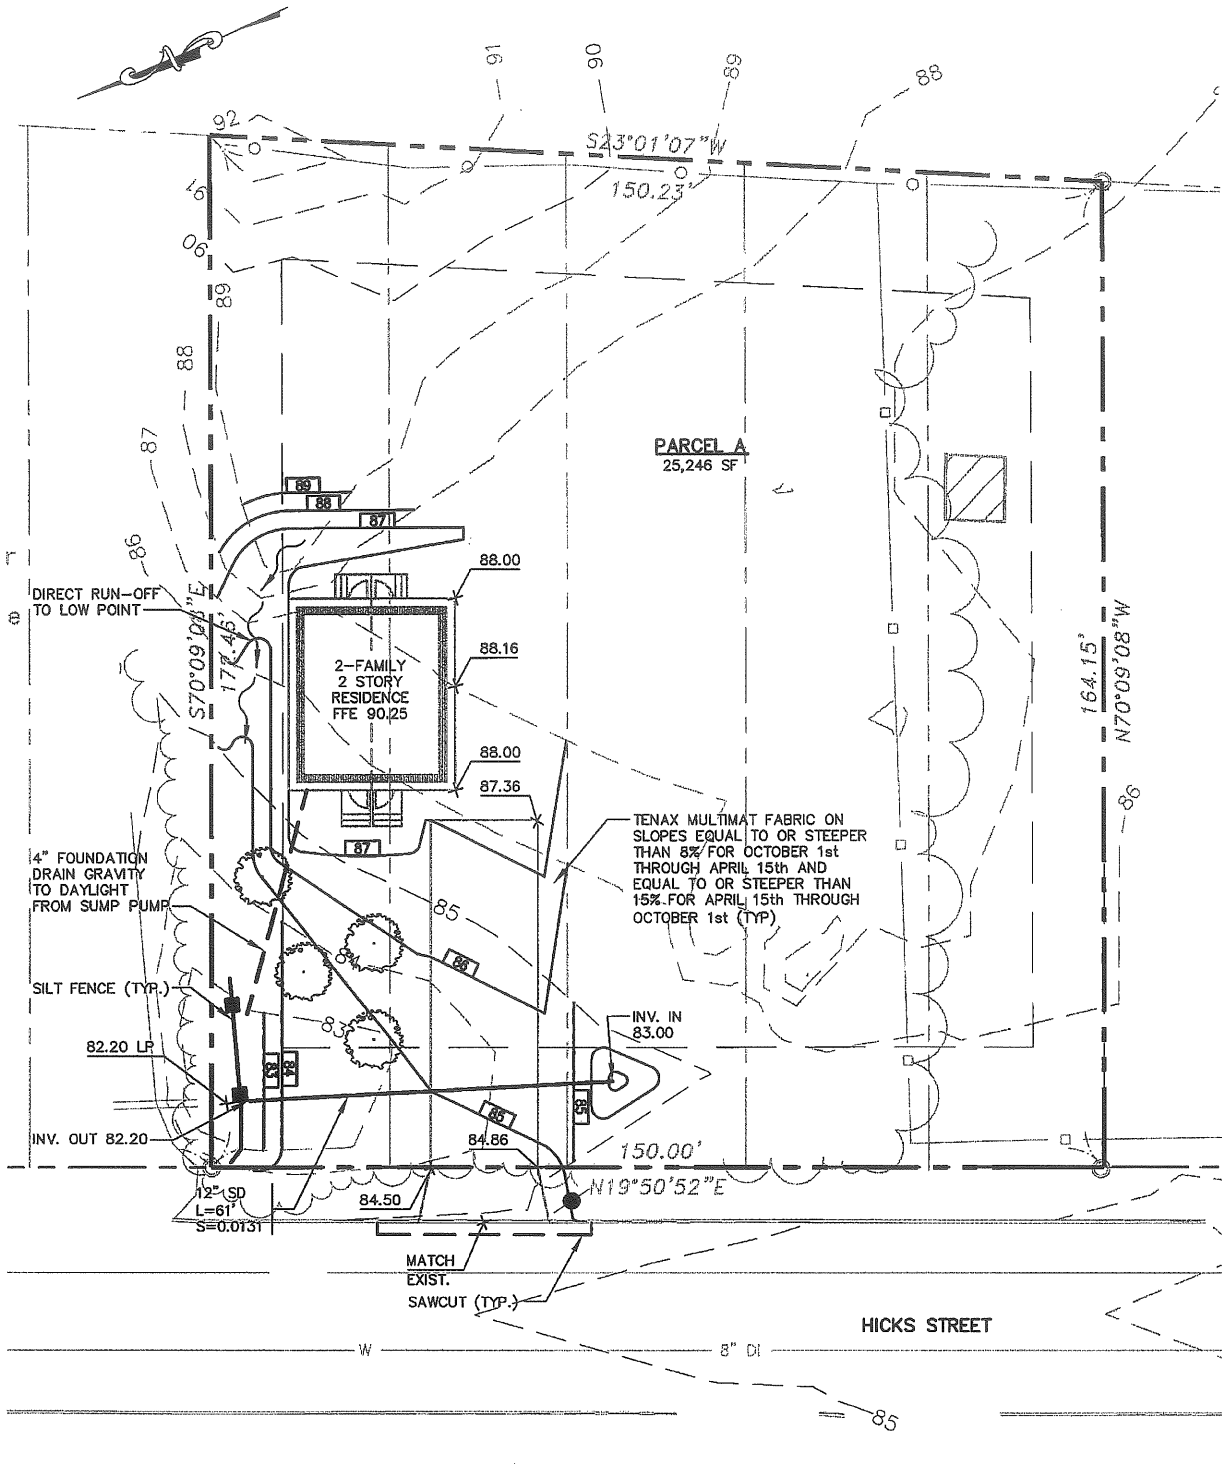 91
90
89
88
92
S23°01'07"W
150.23'
91
90
89
88
87
86
PARCEL A
25,246 SF
89
88
87
DIRECT RUN-OFF
TO LOW POINT
88.00
88.16
88.00
87.36
2-FAMILY
2 STORY
RESIDENCE
FFE 90.25
164.15'
N70°09'08"W
86
TENAX MULTIMAT FABRIC ON
SLOPES EQUAL TO OR STEEPER
THAN 8% FOR OCTOBER 1st
THROUGH APRIL 15th AND
EQUAL TO OR STEEPER THAN
15% FOR APRIL 15th THROUGH
OCTOBER 1st (TYP)
87
4" FOUNDATION
DRAIN GRAVITY
TO DAYLIGHT
FROM SUMP PUMP
85
84
86
83
SILT FENCE (TYP.)
INV. IN
83.00
82.20 LP
83
84
85
85
INV. OUT 82.20
84.86
150.00'
N19°50'52"E
12" SD
L=61'
S=0.0131
84.50
MATCH
EXIST.
SAWCUT (TYP.)
HICKS STREET
W
8" DI
85